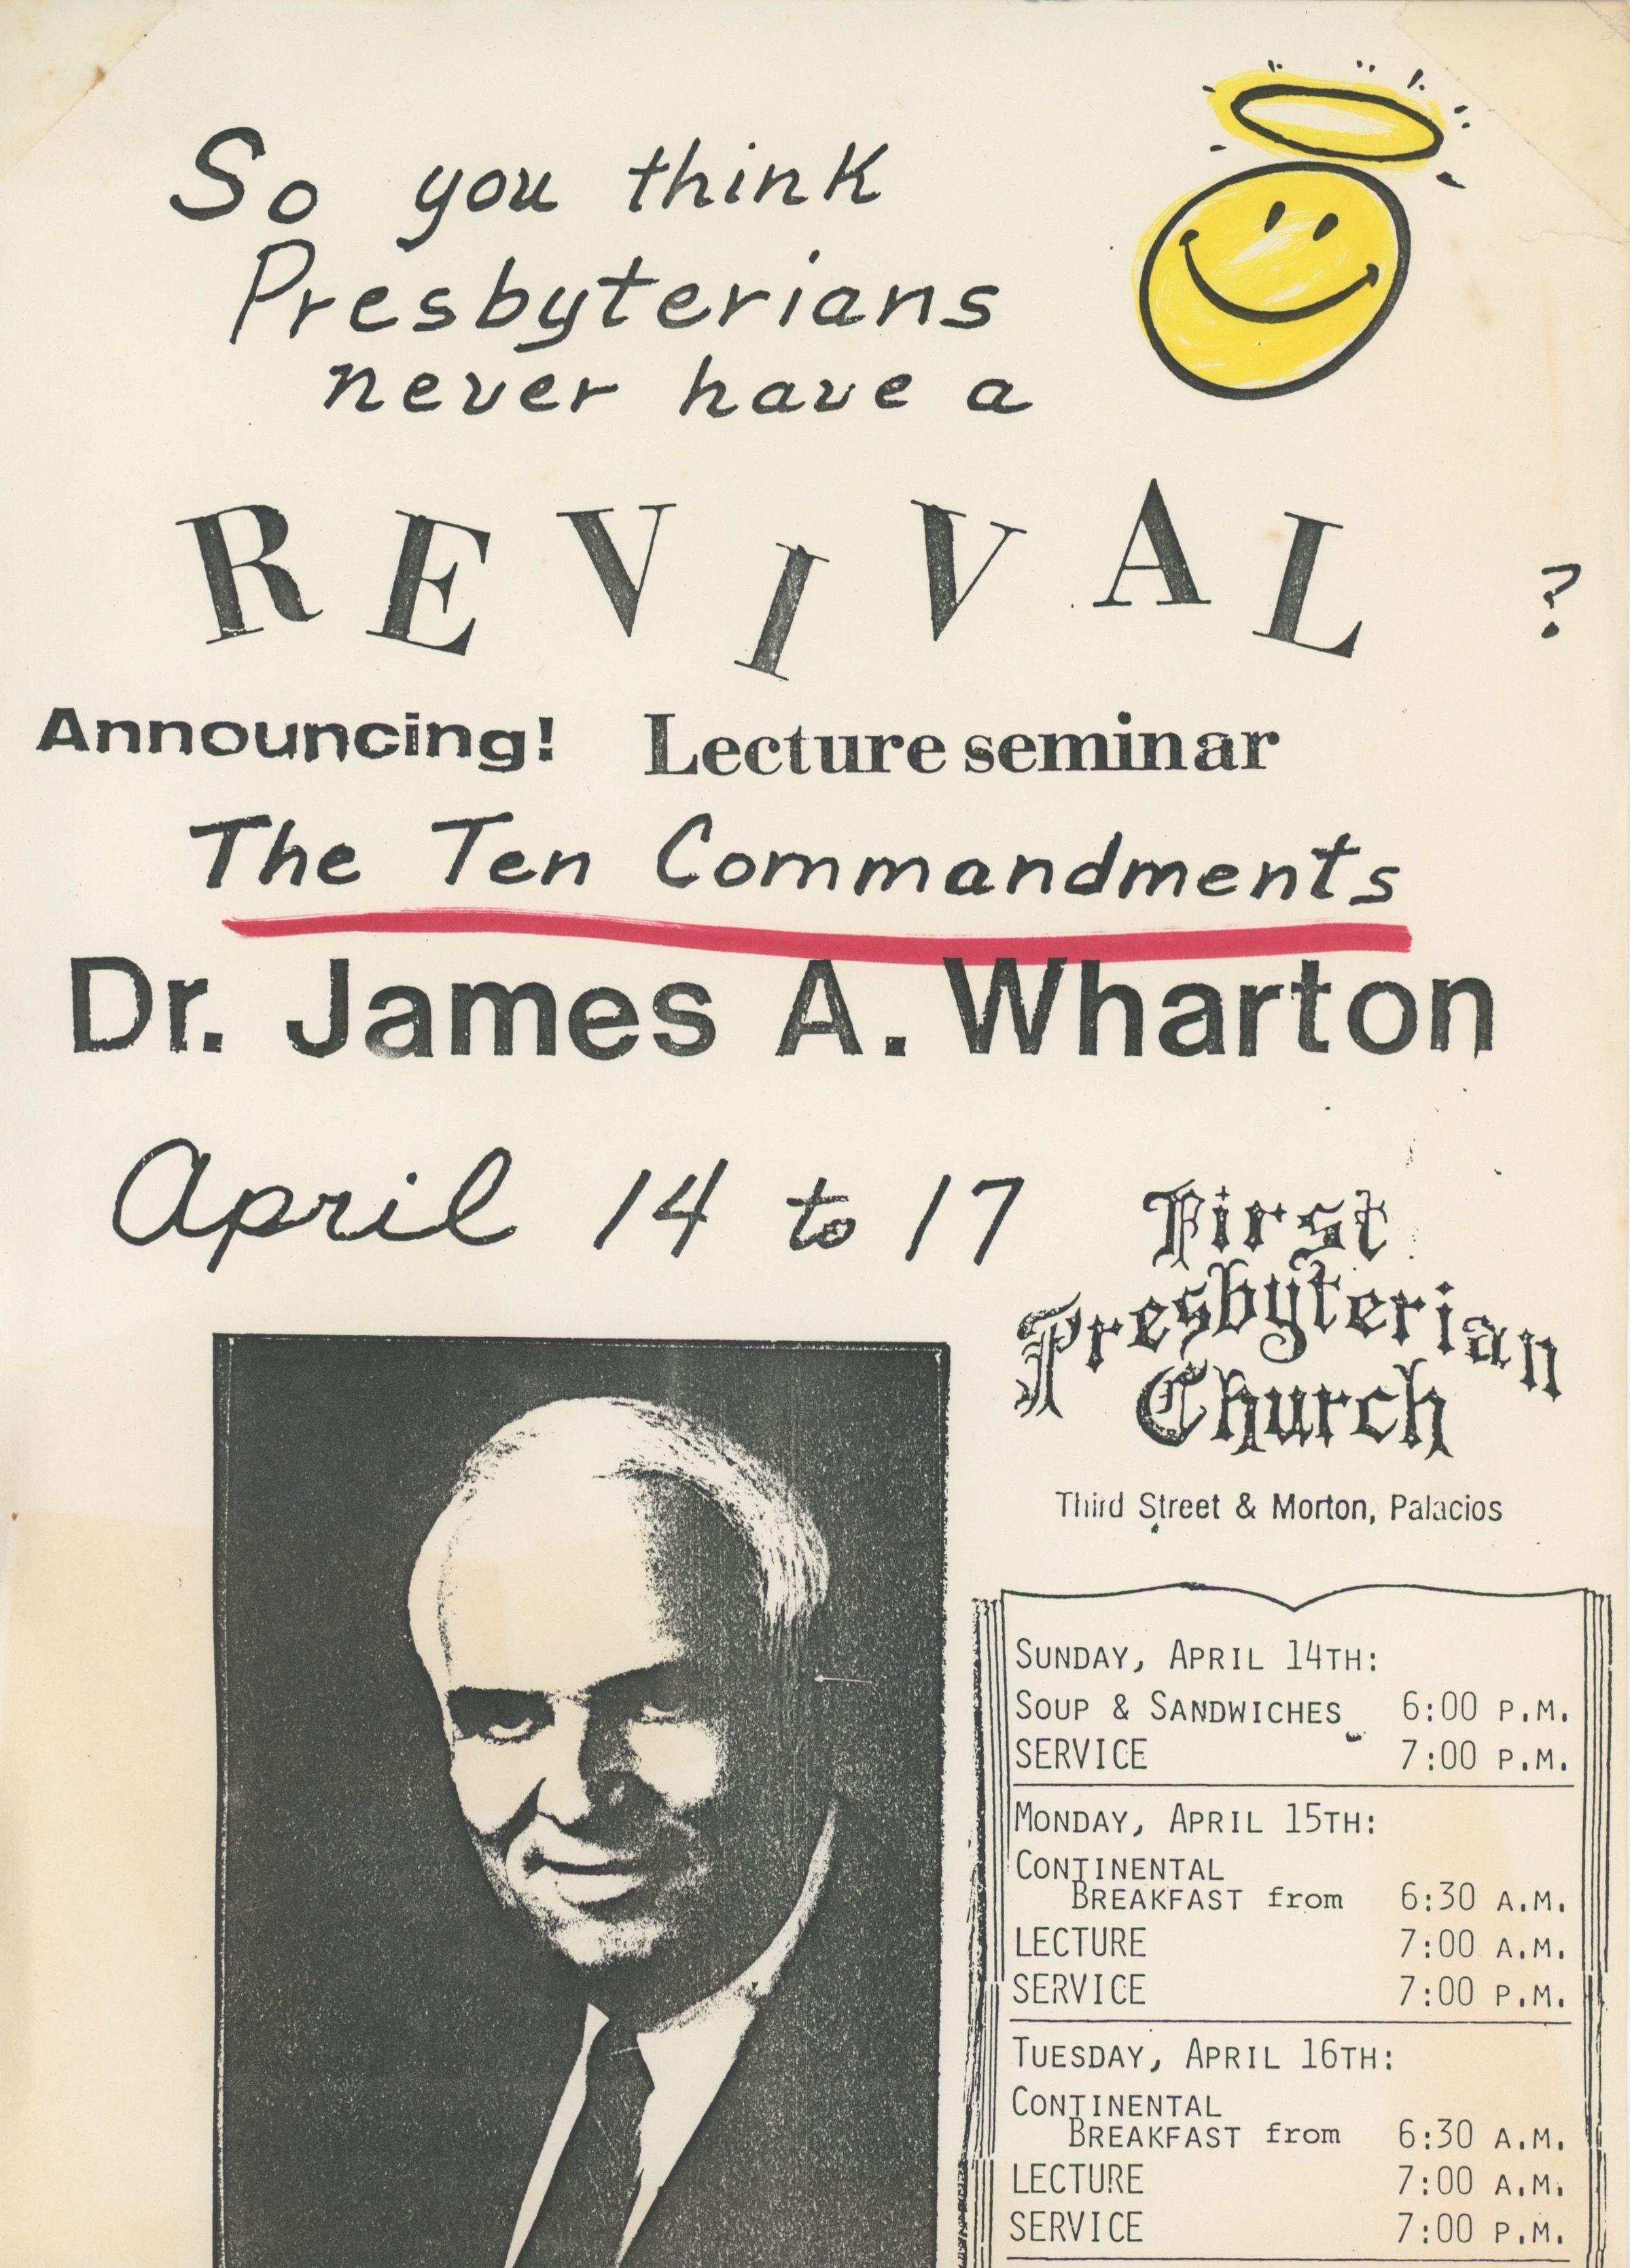 So you think
Presbyterians
never have a
REVIVAL ?
Announcing! Lecture seminar
The Ten Commandments
Dr. James A. Wharton
April 14 to 17
First
Presbyterian
Church
Third Street & Morton, Palacios
SUNDAY, APRIL 14TH:
SOUP & SANDWICHES 6:00 P.M.
SERVICE 7:00 P.M.
MONDAY, APRIL 15TH:
CONTINENTAL
BREAKFAST from 6:30 A.M.
LECTURE 7:00 A.M.
SERVICE 7:00 P.M.
TUESDAY, APRIL 16TH:
CONTINENTAL
BREAKFAST from 6:30 A.M.
LECTURE 7:00 A.M.
SERVICE 7:00 P.M.